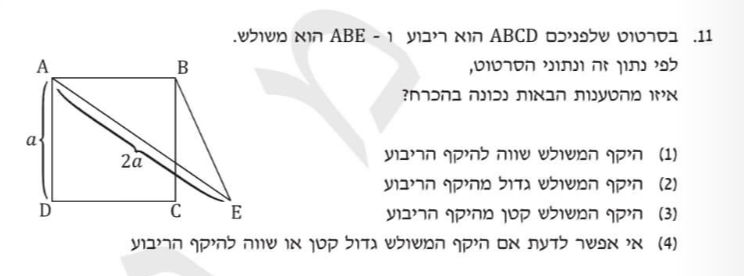 11. בסרטוט שלפניכם ABCD הוא ריבוע ו - ABE הוא משולש.
לפי נתון זה ונתוני הסרטוט,
איזו מהטענות הבאות נכונה בהכרח?
A B
a
2a
D C E
(1) היקף המשולש שווה להיקף הריבוע
(2) היקף המשולש גדול מהיקף הריבוע
(3) היקף המשולש קטן מהיקף הריבוע
(4) אי אפשר לדעת אם היקף המשולש גדול קטן או שווה להיקף הריבוע